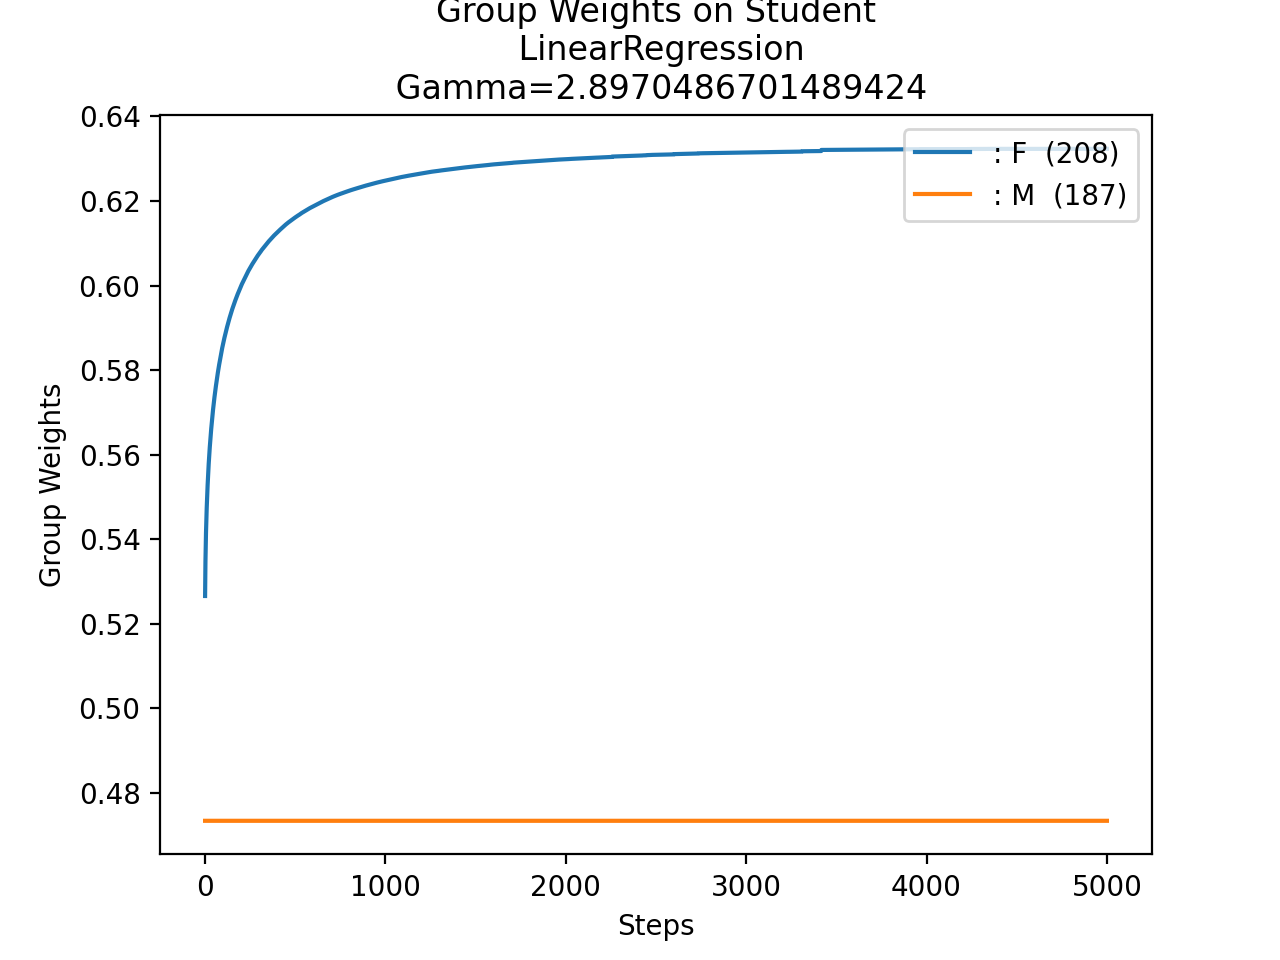 Group Weights on Student
LinearRegression
Gamma=2.8970486701489424
0.64
0.62
0.60
0.58
0.56
0.54
0.52
0.50
0.48
Group Weights
: F (208)
: M (187)
0 1000 2000 3000 4000 5000
Steps